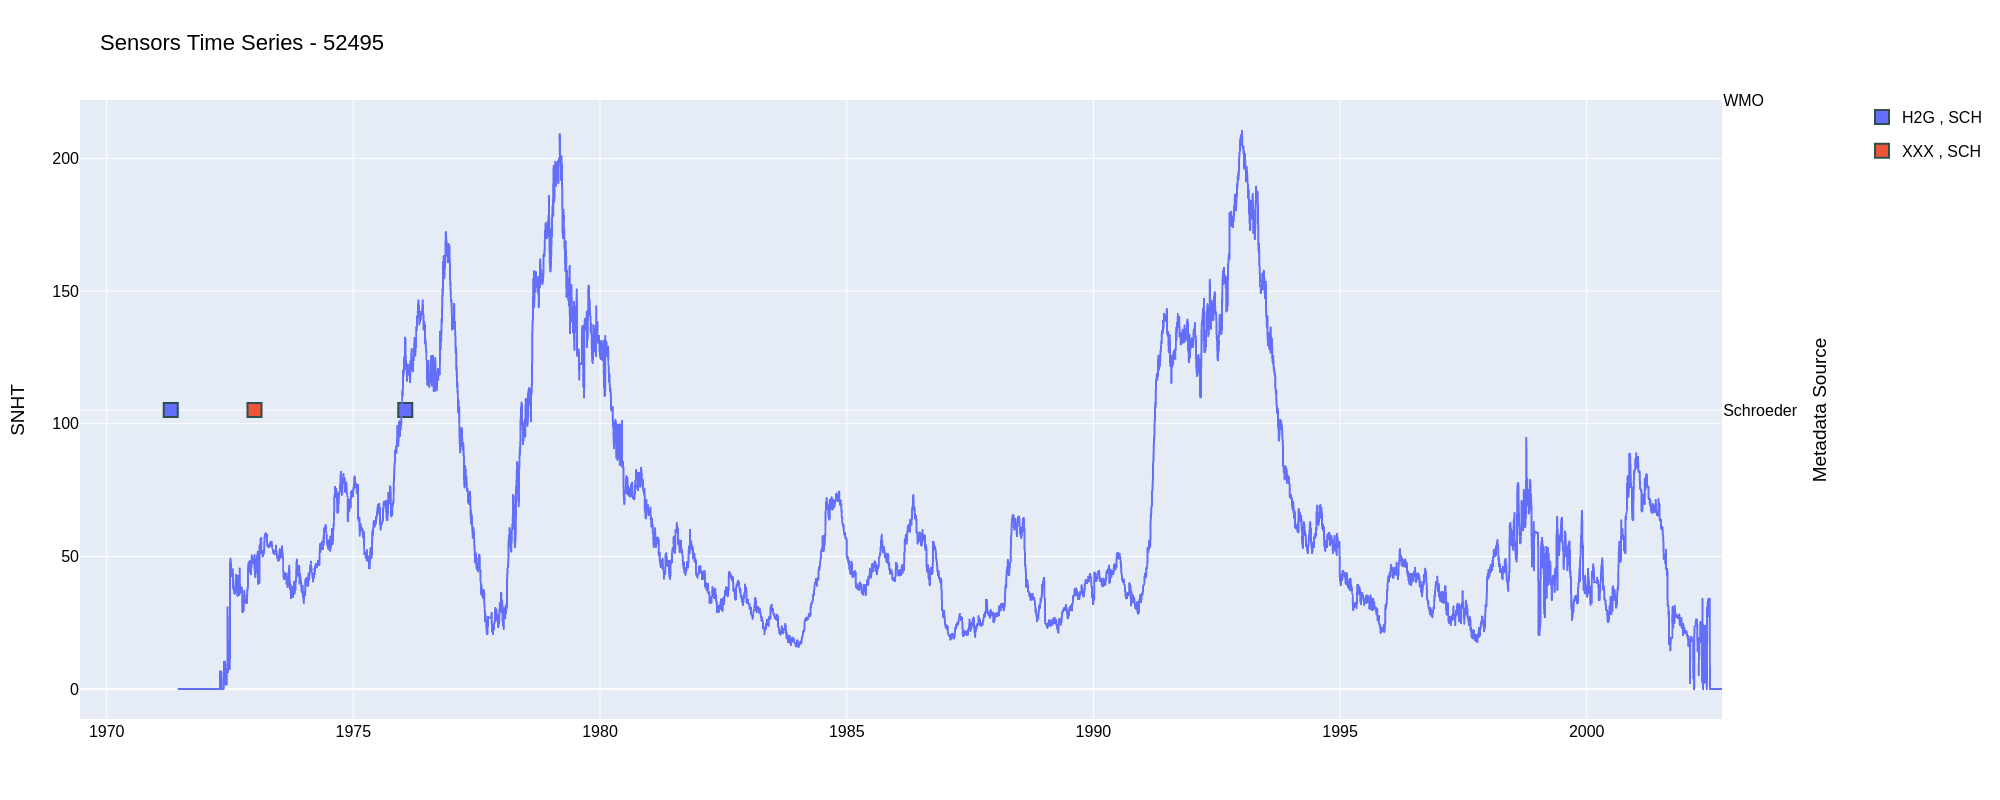 Sensors Time Series - 52495
WMO
H2G , SCH
XXX , SCH
200
150
100
50
0
SNHT
Schroeder
Metadata Source
1970 1975 1980 1985 1990 1995 2000